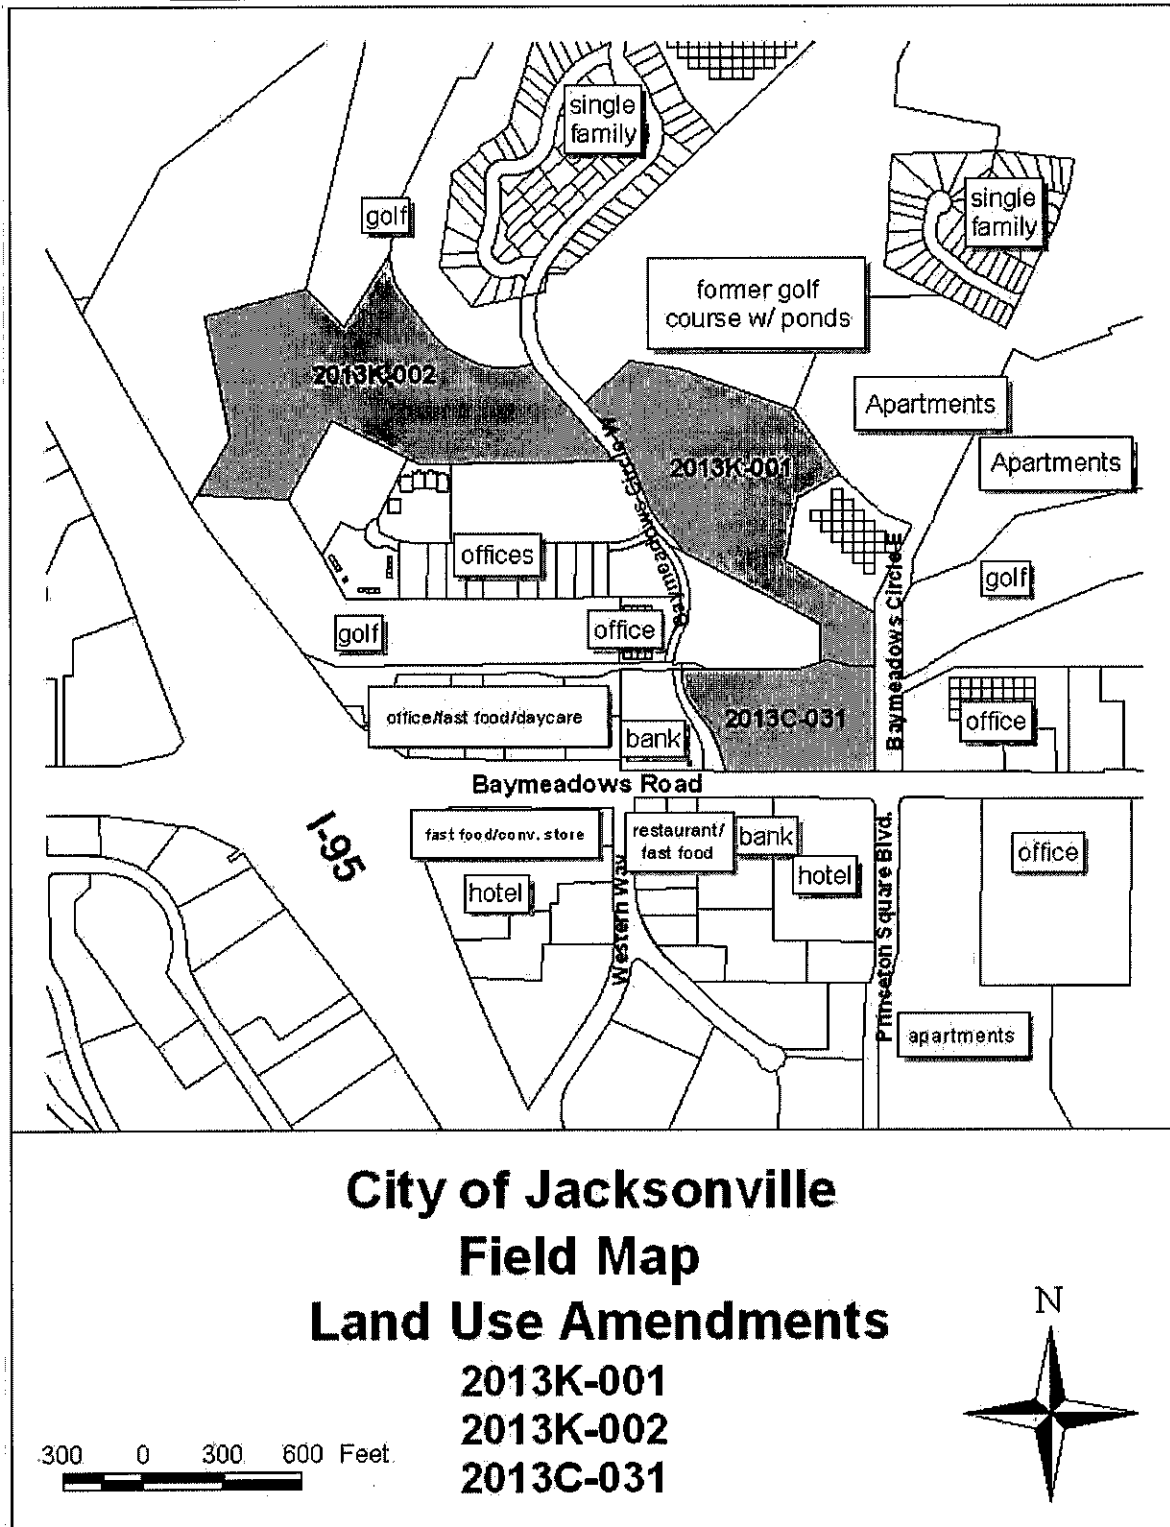 single
family
golf
single
family
former golf
course w/ ponds
2013K-002
Apartments
Baymeadows Circle W
2013K-001
Apartments
offices
Baymeadows Circle E
golf
golf
office
office/fast food/daycare
bank
2013C-031
office
Baymeadows Road
I-95
fast food/conv. store
restaurant/
fast food
bank
hotel
hotel
office
Western Way
Princeton Square Blvd.
apartments
City of Jacksonville
Field Map
Land Use Amendments
2013K-001
2013K-002
2013C-031
N
300 0 300 600 Feet